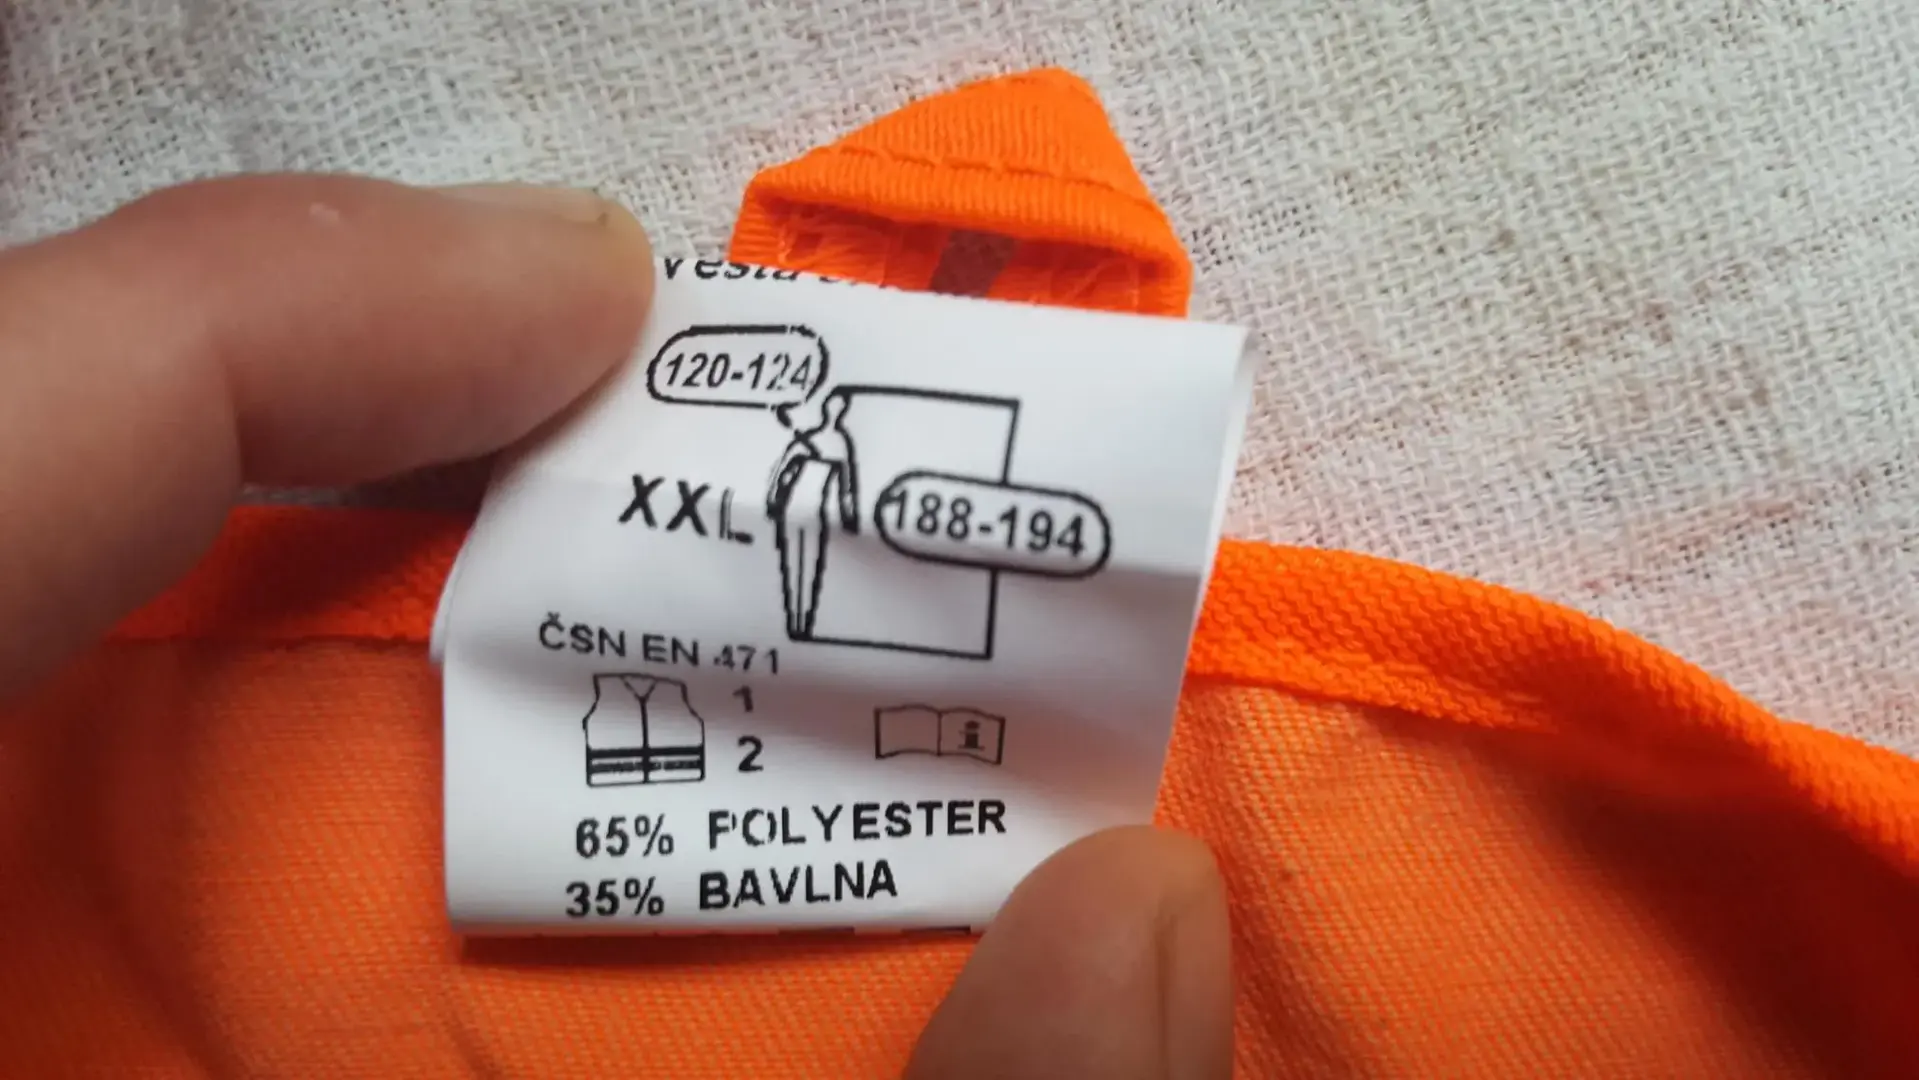 120-124
XXL
188-194
ČSN EN 471
1
2
i
65% POLYESTER
35% BAVLNA